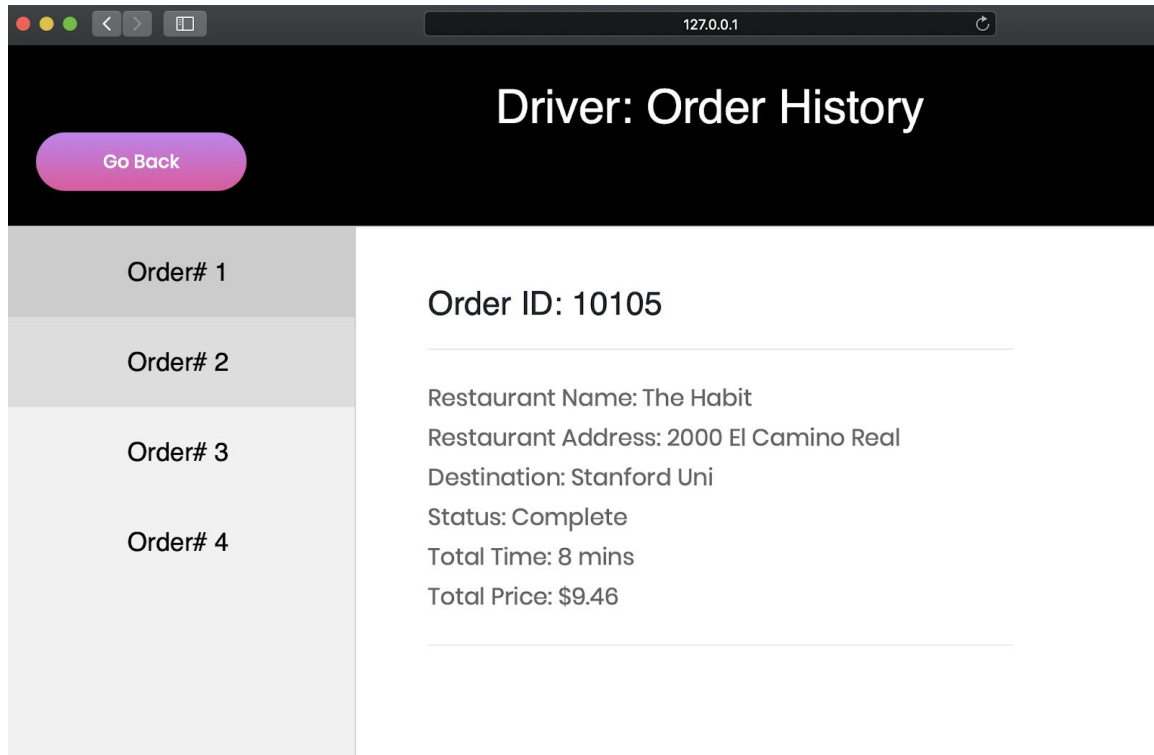 127.0.0.1
Driver: Order History
Go Back
Order# 1
Order# 2
Order# 3
Order# 4
Order ID: 10105
Restaurant Name: The Habit
Restaurant Address: 2000 El Camino Real
Destination: Stanford Uni
Status: Complete
Total Time: 8 mins
Total Price: $9.46